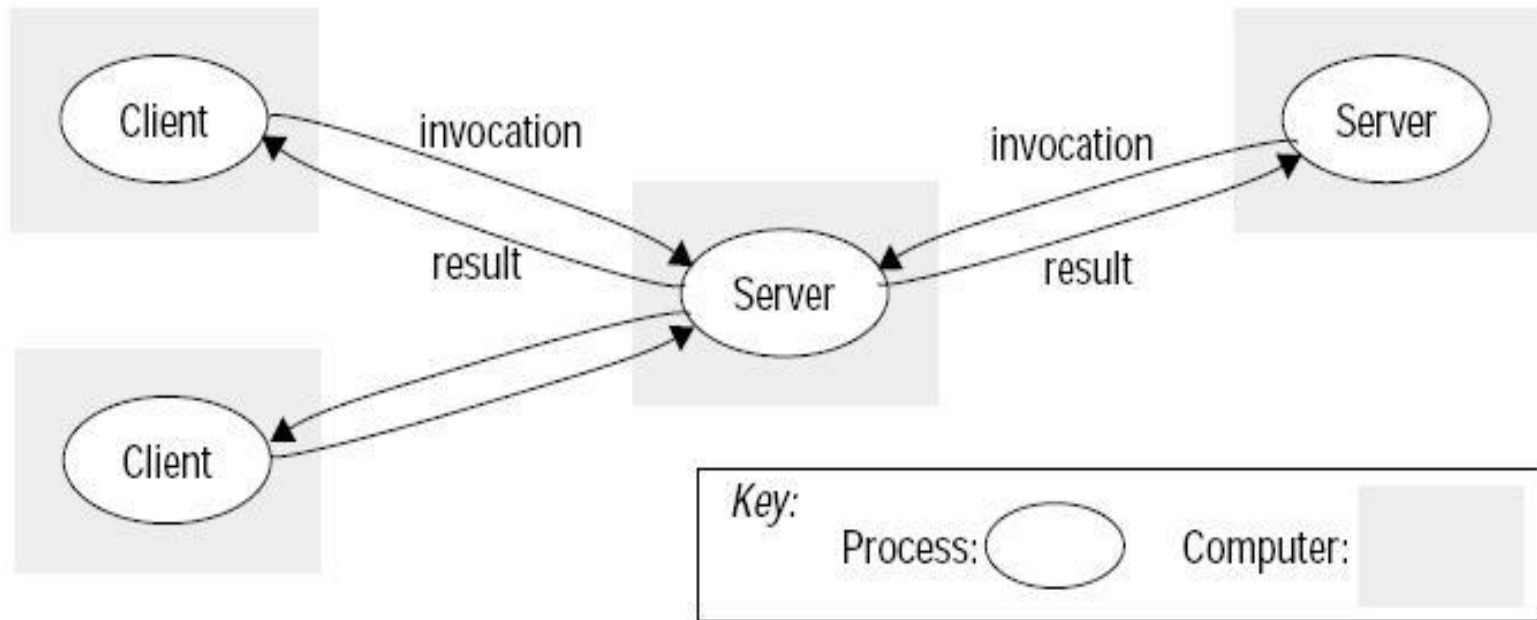 Client
invocation
result
Server
invocation
result
Server
Client
Key:
Process:
Computer: